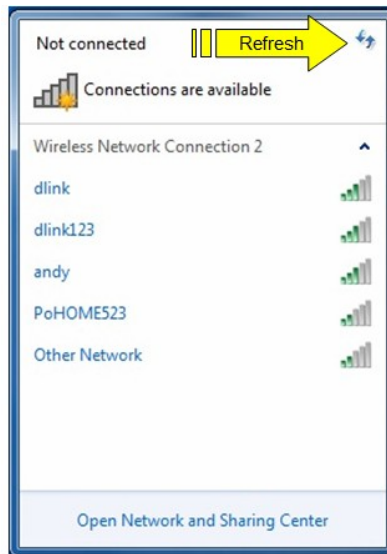 Not connected
Refresh
Connections are available
Wireless Network Connection 2
dlink
dlink123
andy
PoHOME523
Other Network
Open Network and Sharing Center